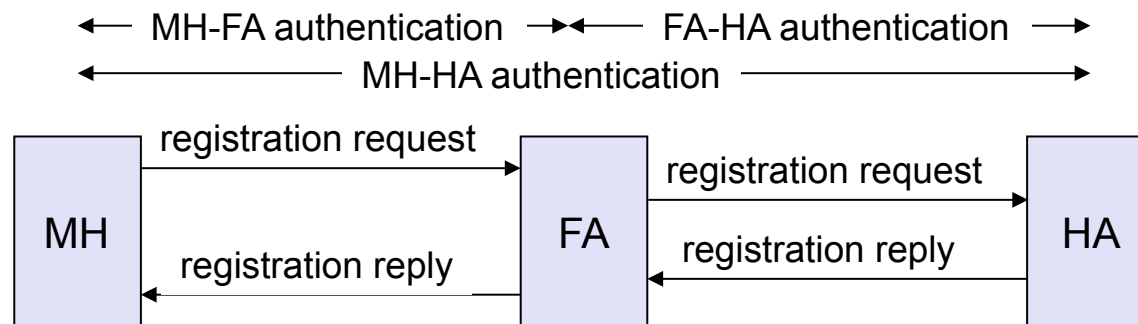 MH-FA authentication FA-HA authentication
MH-HA authentication
registration request
registration request
MH FA HA
registration reply
registration reply